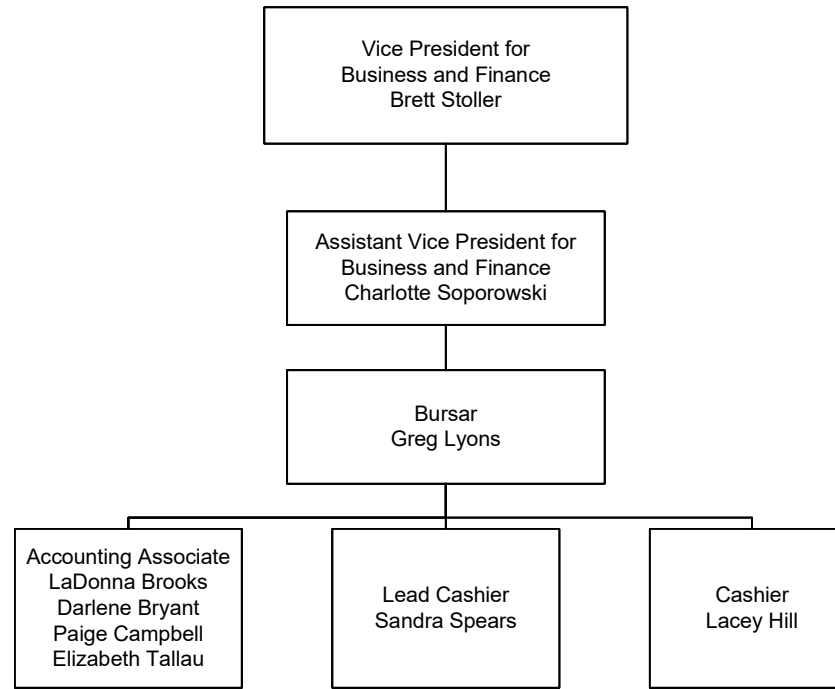 Vice President for
Business and Finance
Brett Stoller
Assistant Vice President for
Business and Finance
Charlotte Soporowski
Bursar
Greg Lyons
Accounting Associate
LaDonna Brooks
Darlene Bryant
Paige Campbell
Elizabeth Tallau
Lead Cashier
Sandra Spears
Cashier
Lacey Hill